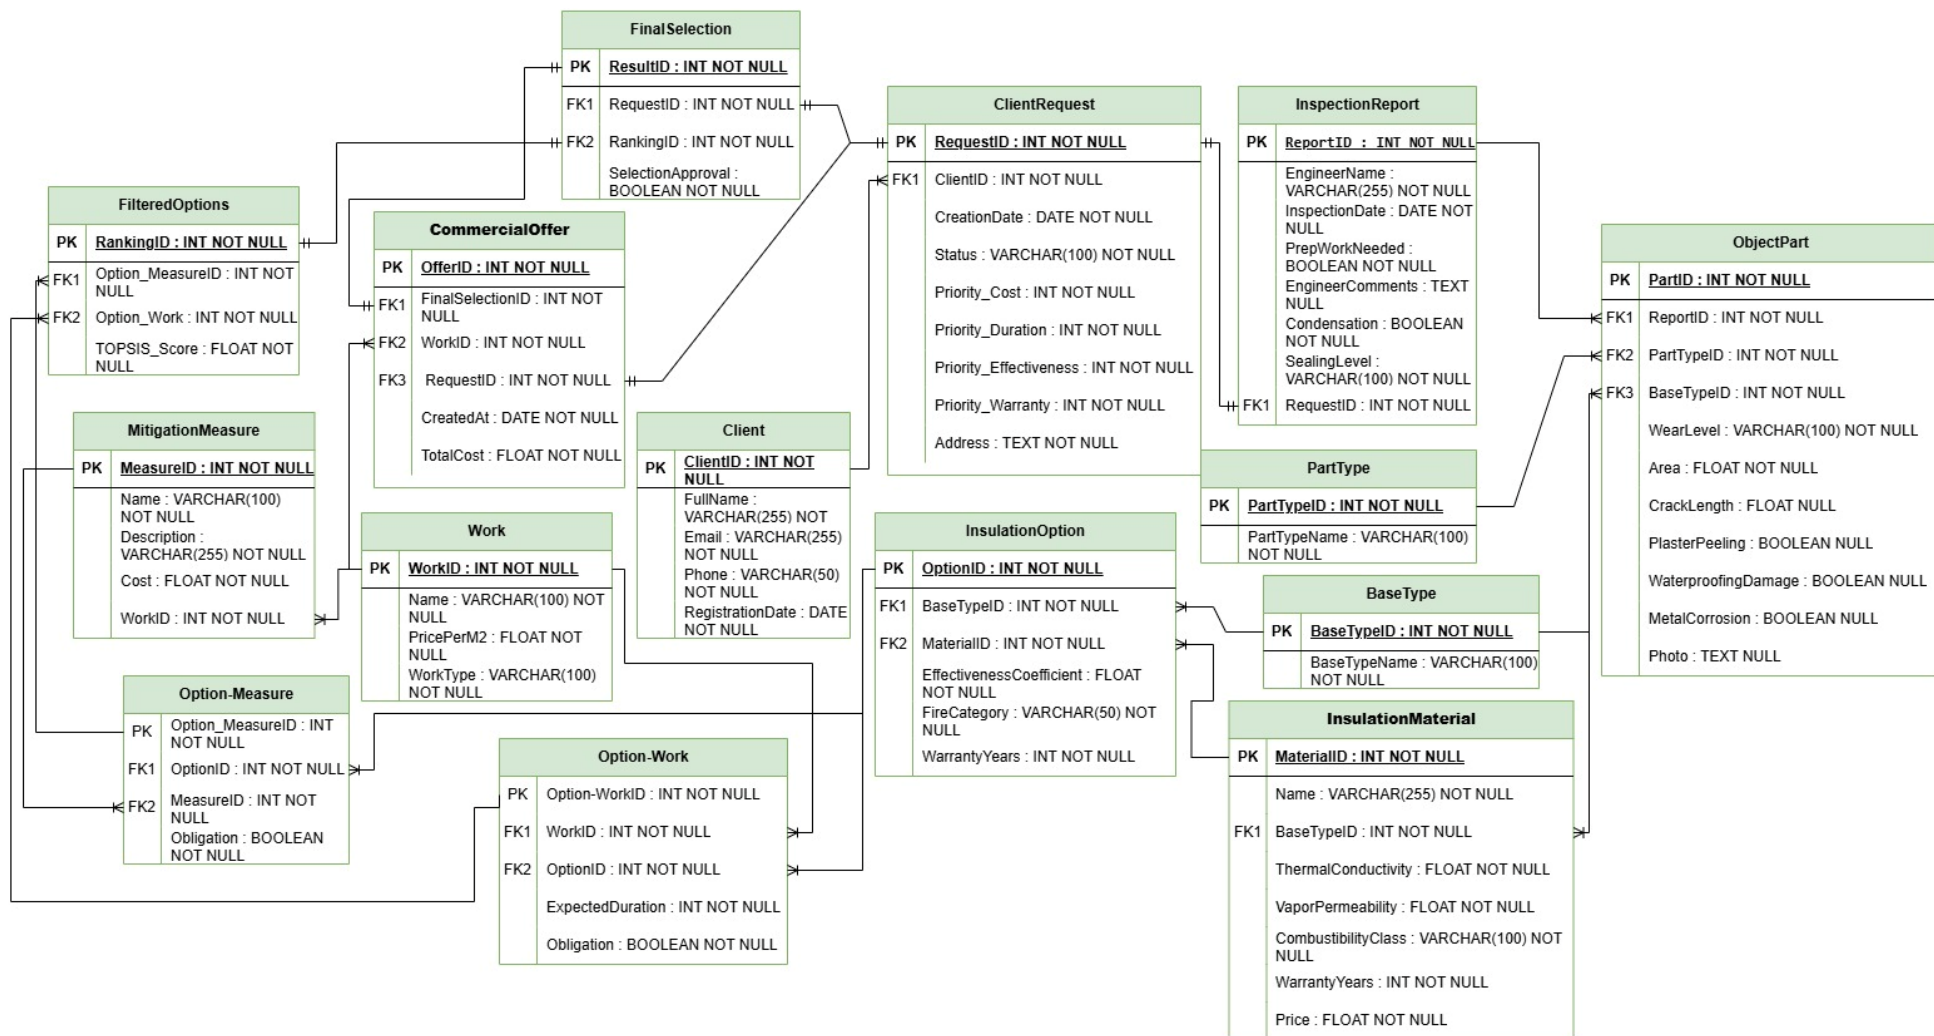 FinalSelection
PK
ResultID : INT NOT NULL
FK1
RequestID : INT NOT NULL
FK2
RankingID : INT NOT NULL
SelectionApproval :
BOOLEAN NOT NULL
ClientRequest
PK
RequestID : INT NOT NULL
FK1
ClientID : INT NOT NULL
CreationDate : DATE NOT NULL
Status : VARCHAR(100) NOT NULL
Priority_Cost : INT NOT NULL
Priority_Duration : INT NOT NULL
Priority_Effectiveness : INT NOT NULL
Priority_Warranty : INT NOT NULL
Address : TEXT NOT NULL
InspectionReport
PK
ReportID : INT NOT NULL
EngineerName :
VARCHAR(255) NOT NULL
InspectionDate : DATE NOT
NULL
PrepWorkNeeded :
BOOLEAN NOT NULL
EngineerComments : TEXT
NULL
Condensation : BOOLEAN
NOT NULL
SealingLevel :
VARCHAR(100) NOT NULL
FK1
RequestID : INT NOT NULL
FilteredOptions
PK
RankingID : INT NOT NULL
FK1
Option_MeasureID : INT NOT
NULL
FK2
Option_Work : INT NOT NULL
TOPSIS_Score : FLOAT NOT
NULL
CommercialOffer
PK
OfferID : INT NOT NULL
FK1
FinalSelectionID : INT NOT
NULL
FK2
WorkID : INT NOT NULL
FK3
RequestID : INT NOT NULL
CreatedAt : DATE NOT NULL
TotalCost : FLOAT NOT NULL
ObjectPart
PK
PartID : INT NOT NULL
FK1
ReportID : INT NOT NULL
FK2
PartTypeID : INT NOT NULL
FK3
BaseTypeID : INT NOT NULL
WearLevel : VARCHAR(100) NOT NULL
Area : FLOAT NOT NULL
CrackLength : FLOAT NULL
PlasterPeeling : BOOLEAN NULL
WaterproofingDamage : BOOLEAN NULL
MetalCorrosion : BOOLEAN NULL
Photo : TEXT NULL
MitigationMeasure
PK
MeasureID : INT NOT NULL
Name : VARCHAR(100)
NOT NULL
Description :
VARCHAR(255) NOT NULL
Cost : FLOAT NOT NULL
WorkID : INT NOT NULL
Client
PK
ClientID : INT NOT
NULL
FullName :
VARCHAR(255) NOT
Email : VARCHAR(255)
NOT NULL
Phone : VARCHAR(50)
NOT NULL
RegistrationDate : DATE
NOT NULL
PartType
PK
PartTypeID : INT NOT NULL
PartTypeName : VARCHAR(100)
NOT NULL
Work
PK
WorkID : INT NOT NULL
Name : VARCHAR(100) NOT
NULL
PricePerM2 : FLOAT NOT
NULL
WorkType : VARCHAR(100)
NOT NULL
InsulationOption
PK
OptionID : INT NOT NULL
FK1
BaseTypeID : INT NOT NULL
FK2
MaterialID : INT NOT NULL
EffectivenessCoefficient : FLOAT
NOT NULL
FireCategory : VARCHAR(50) NOT
NULL
WarrantyYears : INT NOT NULL
BaseType
PK
BaseTypeID : INT NOT NULL
BaseTypeName : VARCHAR(100)
NOT NULL
Option-Measure
PK
Option_MeasureID : INT
NOT NULL
FK1
OptionID : INT NOT NULL
FK2
MeasureID : INT NOT
NULL
Obligation : BOOLEAN
NOT NULL
Option-Work
PK
Option-WorkID : INT NOT NULL
FK1
WorkID : INT NOT NULL
FK2
OptionID : INT NOT NULL
ExpectedDuration : INT NOT NULL
Obligation : BOOLEAN NOT NULL
InsulationMaterial
PK
MaterialID : INT NOT NULL
Name : VARCHAR(255) NOT NULL
FK1
BaseTypeID : INT NOT NULL
ThermalConductivity : FLOAT NOT NULL
VaporPermeability : FLOAT NOT NULL
CombustibilityClass : VARCHAR(100) NOT
NULL
WarrantyYears : INT NOT NULL
Price : FLOAT NOT NULL